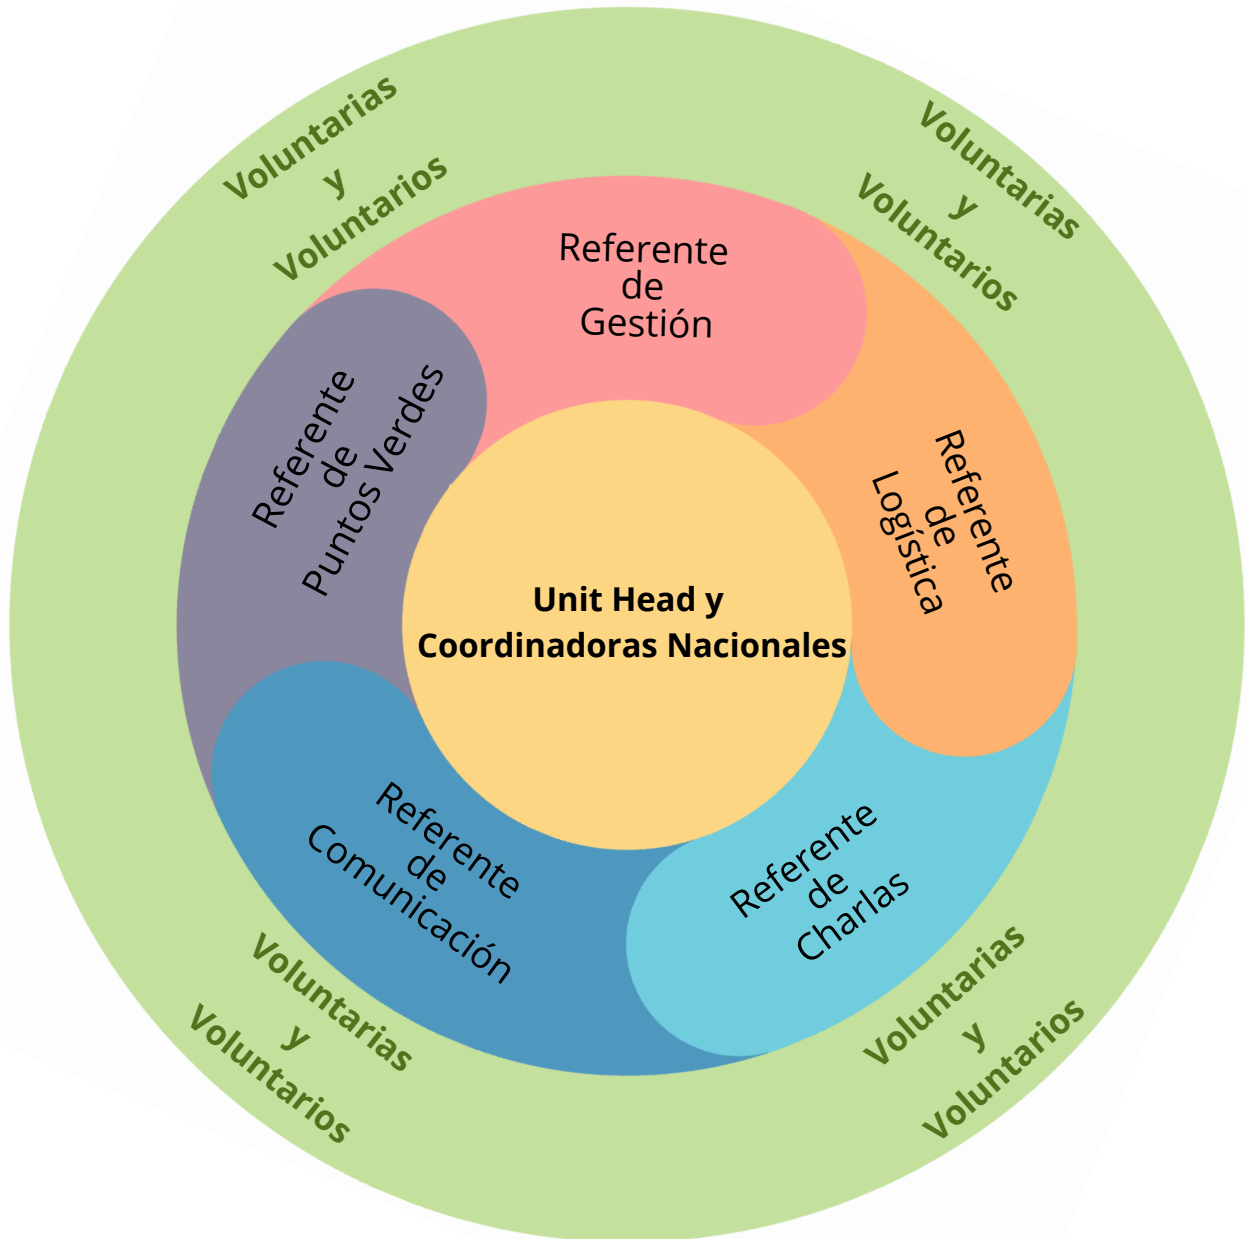 Voluntarias
y
Voluntarios
Voluntarias
y
Voluntarios
Referente
de
Gestión
Referente
de
Puntos Verdes
Referente
de
Logística
Unit Head y
Coordinadoras Nacionales
Referente
de
Comunicación
Referente
de
Charlas
Voluntarias
y
Voluntarios
Voluntarias
y
Voluntarios